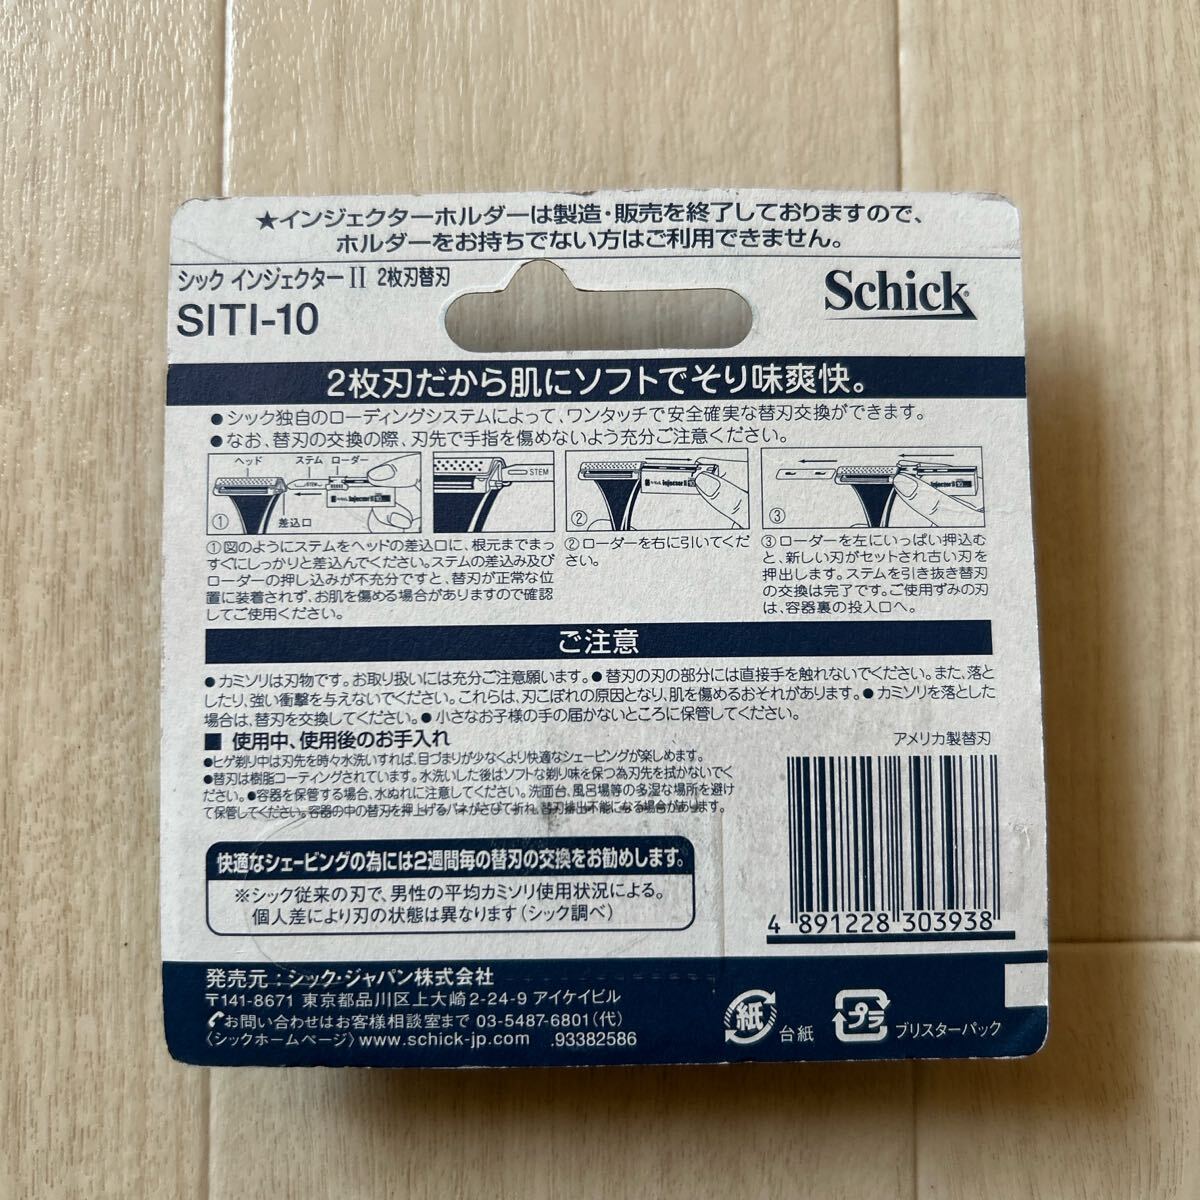 ★インジェクターホルダーは製造・販売を終了しておりますので、
ホルダーをお持ちでない方はご利用できません。
シック インジェクターII 2枚刃替刃
SITI-10
Schick
2枚刃だから肌にソフトでそり味爽快。
●シック独自のローディングシステムによって、ワンタッチで安全確実な替刃交換ができます。
●なお、替刃の交換の際、刃先で手指を傷めないよう充分ご注意ください。
ヘッド ステム ローダー
STEM
差込口
①
STEM
②
③
①図のようにステムをヘッドの差込口に、根元までまっ
すぐにしっかりと差込んでください。ステムの差込み及び
ローダーの押し込みが不充分ですと、替刃が正常な位
置に装着されず、お肌を傷める場合がありますので確認
してご使用ください。
②ローダーを右に引いてくだ
さい。
③ローダーを左にいっぱい押込む
と、新しい刃がセットされ古い刃を
押出します。ステムを引き抜き替刃
の交換は完了です。ご使用ずみの刃
は、容器裏の投入口へ。
ご注意
●カミソリは刃物です。お取り扱いには充分ご注意願います。●替刃の刃の部分には直接手を触れないでください。また、落と
したり、強い衝撃を与えないでください。これらは、刃こぼれの原因となり、肌を傷めるおそれがあります。●カミソリを落とした
場合は、替刃を交換してください。●小さなお子様の手の届かないところに保管してください。
■ 使用中、使用後のお手入れ
●ヒゲ剃り中は刃先を時々水洗いすれば、目づまりが少なくより快適なシェービングが楽しめます。
●替刃は樹脂コーティングされています。水洗いした後はソフトな剃り味を保つ為刃先を拭かないでく
ださい。●容器を保管する場合、水ぬれに注意してください。洗面台、風呂場等の多湿な場所を避け
て保管してください。容器の中の替刃を押上げるバネがさびて折れ、替刃排出不能になる場合があります。
アメリカ製替刃
快適なシェービングの為には2週間毎の替刃の交換をお勧めします。
※シック従来の刃で、男性の平均カミソリ使用状況による。
個人差により刃の状態は異なります(シック調べ)
4 891228 303938
発売元:シック・ジャパン株式会社
〒141-8671 東京都品川区上大崎2-24-9 アイケイビル
お問い合わせはお客様相談室まで 03-5487-6801(代)
〈シックホームページ〉www.schick-jp.com .93382586
紙
台紙
プラ
ブリスターパック